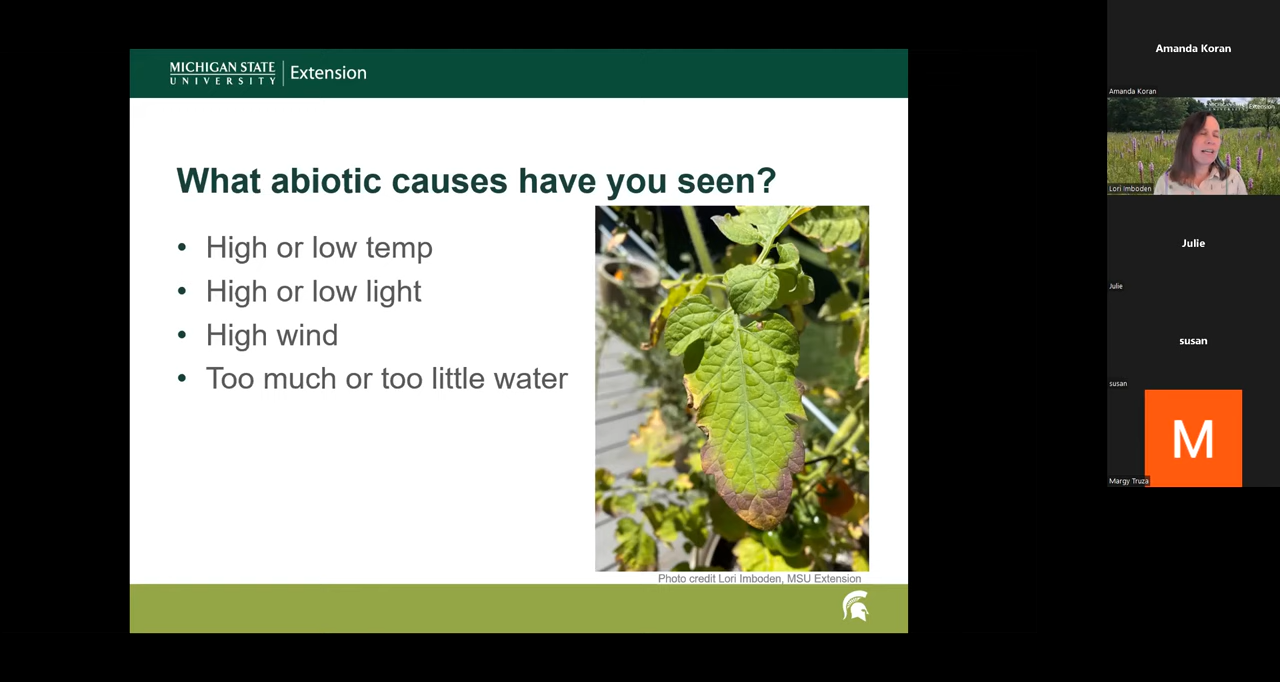 MICHIGAN STATE
UNIVERSITY
Extension
What abiotic causes have you seen?
• High or low temp
• High or low light
• High wind
• Too much or too little water
Photo credit Lori Imboden, MSU Extension
Amanda Koran
Amanda Koran
Extension
Lori Imboden
Julie
Julie
susan
susan
M
Margy Truza